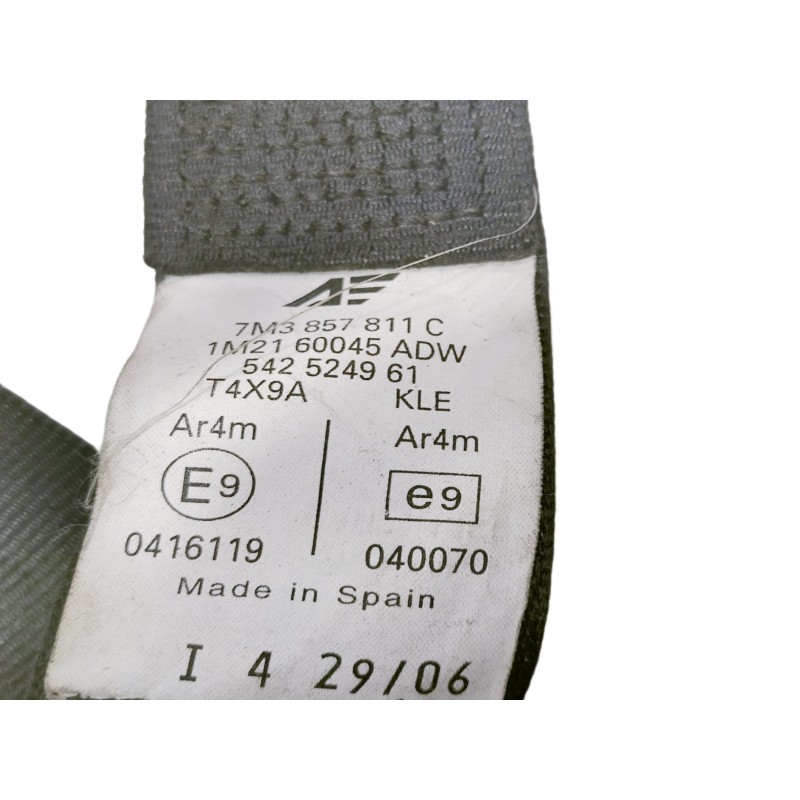 AE
7M3 857 811 C
1M21 60045 ADW
542 5249 61
T4X9A KLE
Ar4m Ar4m
E9 e9
0416119 040070
Made in Spain
I 4 29/06